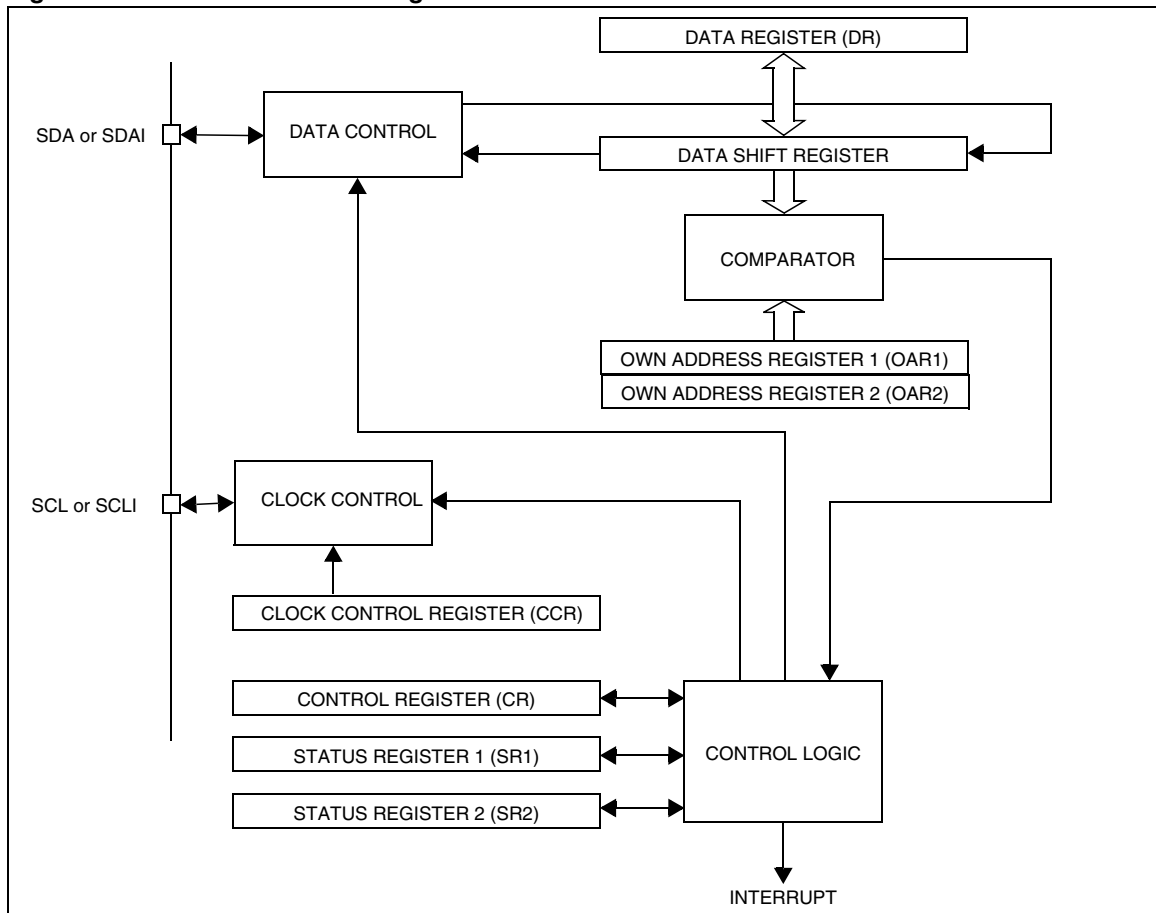 DATA REGISTER (DR)
SDA or SDAI
DATA CONTROL
DATA SHIFT REGISTER
COMPARATOR
OWN ADDRESS REGISTER 1 (OAR1)
OWN ADDRESS REGISTER 2 (OAR2)
SCL or SCLI
CLOCK CONTROL
CLOCK CONTROL REGISTER (CCR)
CONTROL REGISTER (CR)
STATUS REGISTER 1 (SR1)
CONTROL LOGIC
STATUS REGISTER 2 (SR2)
INTERRUPT